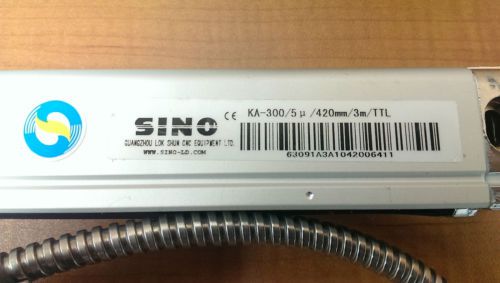 SINO CE KA-300/5μ/420mm/3m/TTL
GUANGZHOU LOK SHUN CNC EQUIPMENT LTD.
WWW.SINO-LD.COM
63091A3A1042006411